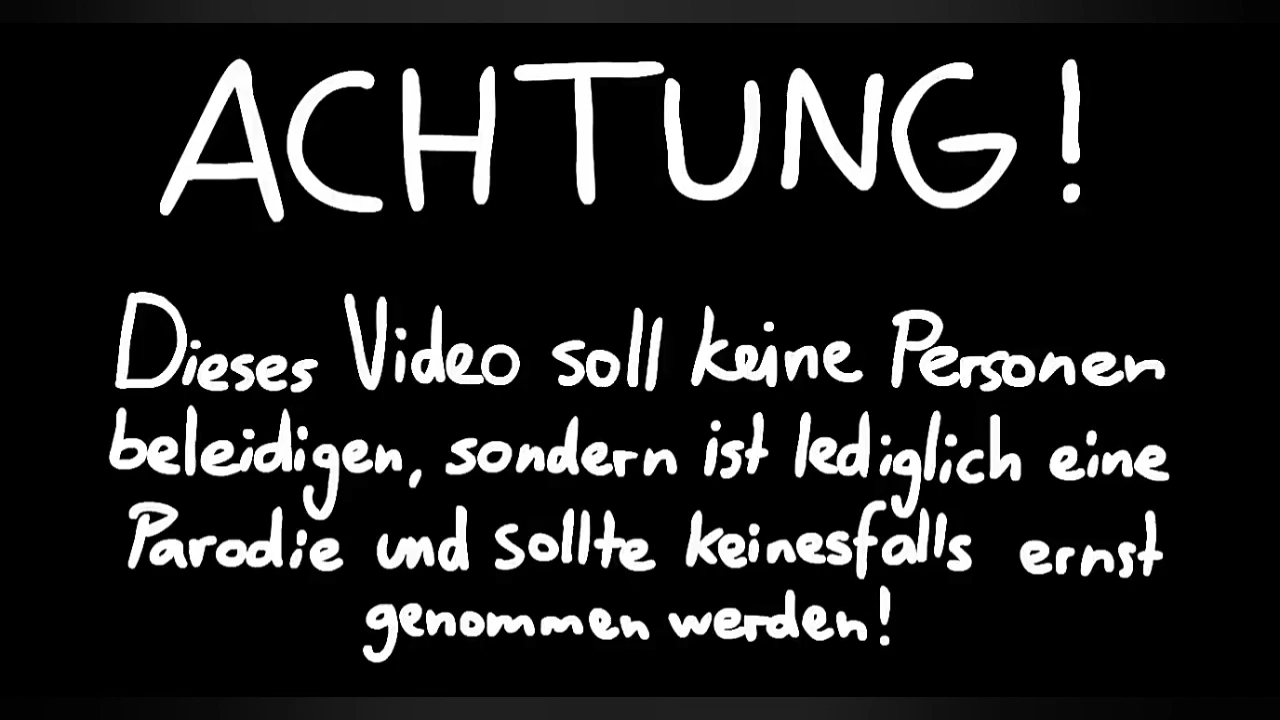 ACHTUNG!
Dieses Video soll keine Personen
beleidigen, sondern ist lediglich eine
Parodie und sollte keinesfalls ernst
genommen werden!